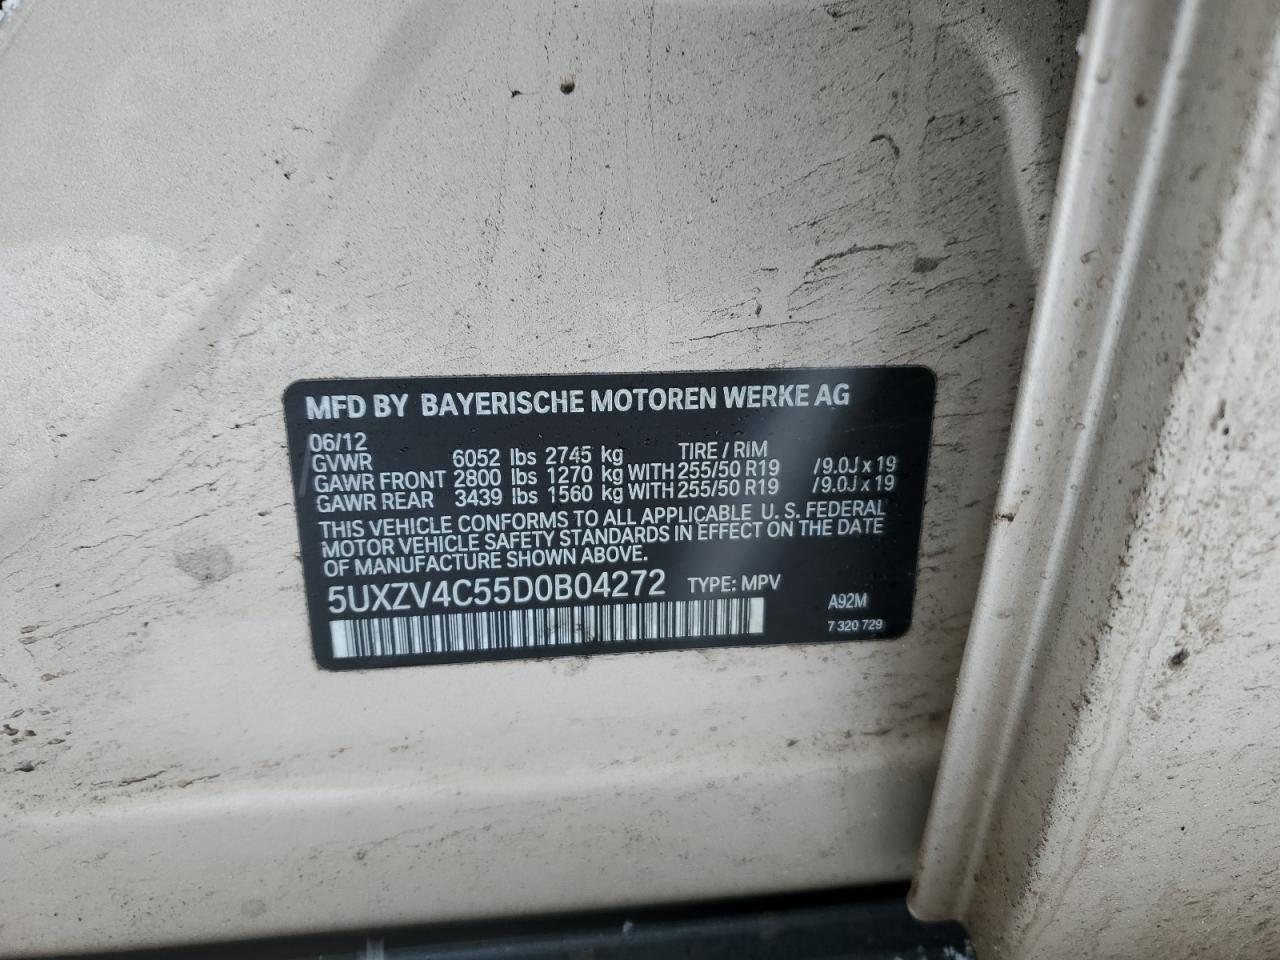 MFD BY BAYERISCHE MOTOREN WERKE AG
06/12
GVWR 6052 lbs 2745 kg TIRE / RIM
GAWR FRONT 2800 lbs 1270 kg WITH 255/50 R19 /9.0J x 19
GAWR REAR 3439 lbs 1560 kg WITH 255/50 R19 /9.0J x 19
THIS VEHICLE CONFORMS TO ALL APPLICABLE U. S. FEDERAL
MOTOR VEHICLE SAFETY STANDARDS IN EFFECT ON THE DATE
OF MANUFACTURE SHOWN ABOVE.
5UXZV4C55D0B04272 TYPE: MPV
A92M
7 320 729